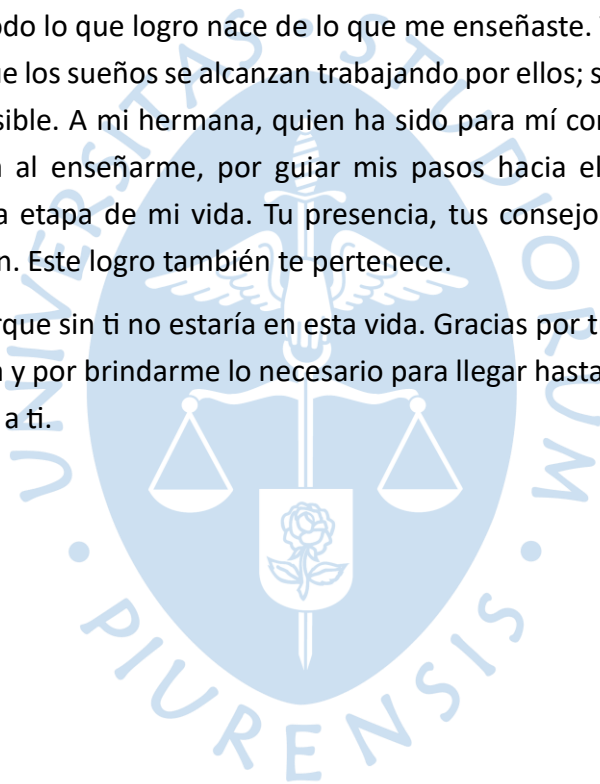 odo lo que logro nace de lo que me enseñaste.
ue los sueños se alcanzan trabajando por ellos; s
sible. A mi hermana, quien ha sido para mí co
al enseñarme, por guiar mis pasos hacia el
a etapa de mi vida. Tu presencia, tus consejo
n. Este logro también te pertenece.
rque sin ti no estaría en esta vida. Gracias por t
y por brindarme lo necesario para llegar hasta
a ti.
UNIVERSITAS STUDIORUM
PIURENSIS